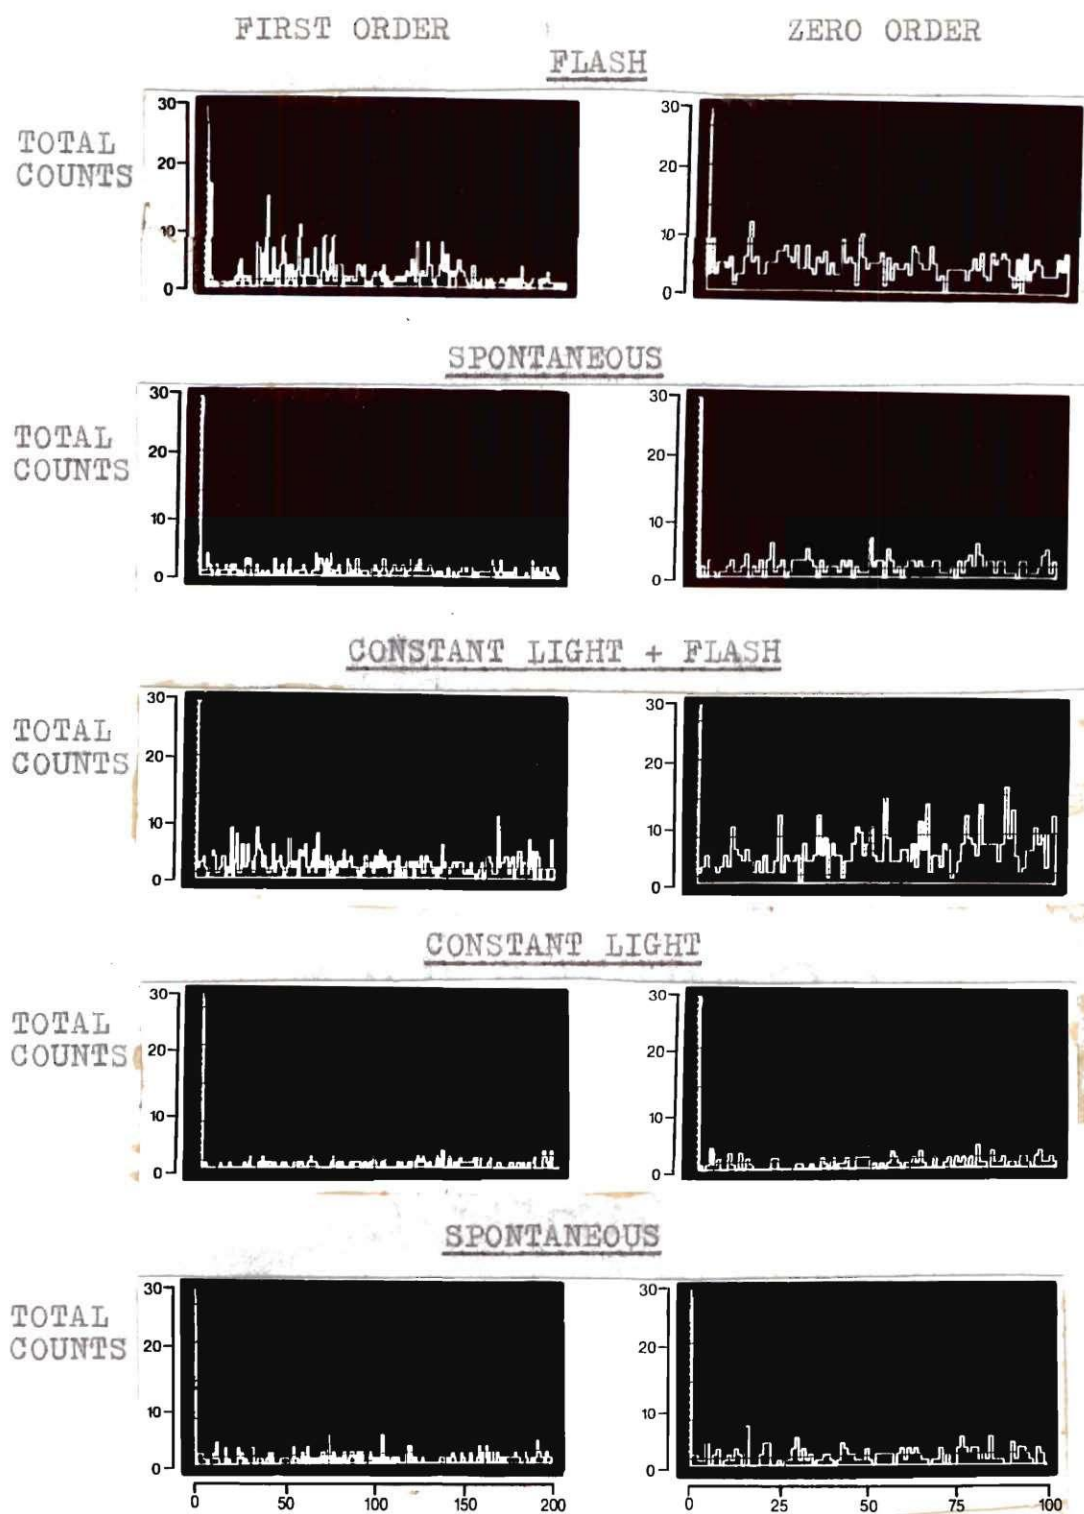 FIRST ORDER ZERO ORDER
FLASH
TOTAL
COUNTS
30
20
10
0
30
20
10
0
SPONTANEOUS
TOTAL
COUNTS
30
20
10
0
30
20
10
0
CONSTANT LIGHT + FLASH
TOTAL
COUNTS
30
20
10
0
30
20
10
0
CONSTANT LIGHT
TOTAL
COUNTS
30
20
10
0
30
20
10
0
SPONTANEOUS
TOTAL
COUNTS
30
20
10
0
30
20
10
0
0 50 100 150 200
0 25 50 75 100